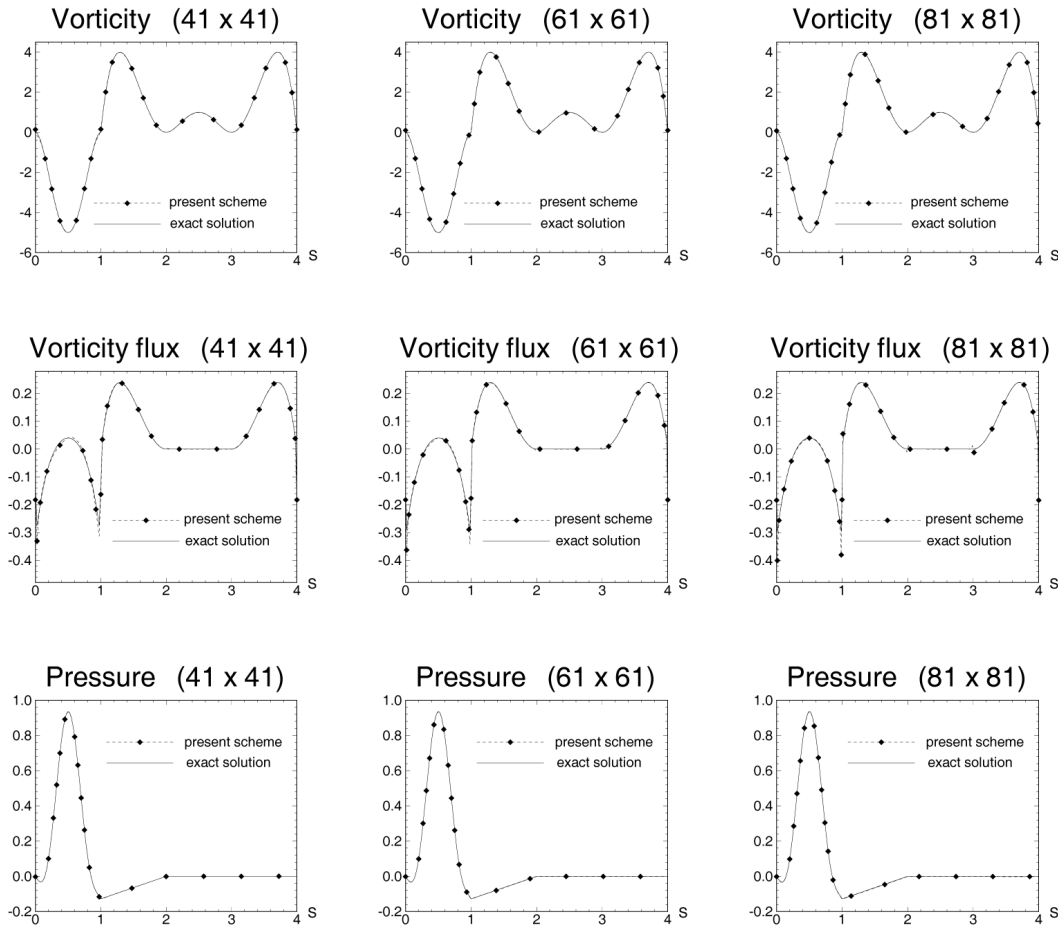 Vorticity (41 x 41)
4
2
0
-2
-4
-6
present scheme
exact solution
0 1 2 3 4 S
Vorticity (61 x 61)
4
2
0
-2
-4
-6
present scheme
exact solution
0 1 2 3 4 S
Vorticity (81 x 81)
4
2
0
-2
-4
-6
present scheme
exact solution
0 1 2 3 4 S
Vorticity flux (41 x 41)
0.2
0.1
0.0
-0.1
-0.2
-0.3
-0.4
present scheme
exact solution
0 1 2 3 4 S
Vorticity flux (61 x 61)
0.2
0.1
0.0
-0.1
-0.2
-0.3
-0.4
present scheme
exact solution
0 1 2 3 4 S
Vorticity flux (81 x 81)
0.2
0.1
0.0
-0.1
-0.2
-0.3
-0.4
present scheme
exact solution
0 1 2 3 4 S
Pressure (41 x 41)
1.0
0.8
0.6
0.4
0.2
0.0
-0.2
present scheme
exact solution
0 1 2 3 4 S
Pressure (61 x 61)
1.0
0.8
0.6
0.4
0.2
0.0
-0.2
present scheme
exact solution
0 1 2 3 4 S
Pressure (81 x 81)
1.0
0.8
0.6
0.4
0.2
0.0
-0.2
present scheme
exact solution
0 1 2 3 4 S